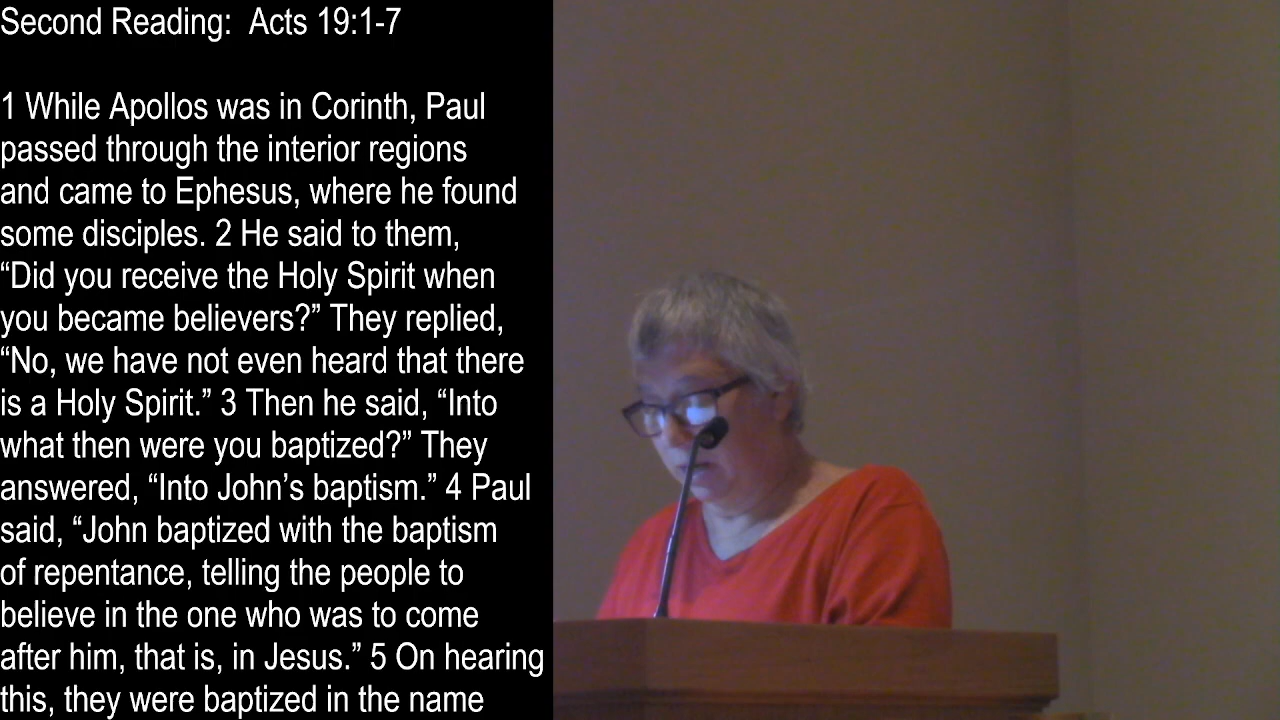 Second Reading:  Acts 19:1-7
1 While Apollos was in Corinth, Paul
passed through the interior regions
and came to Ephesus, where he found
some disciples. 2 He said to them,
“Did you receive the Holy Spirit when
you became believers?” They replied,
“No, we have not even heard that there
is a Holy Spirit.” 3 Then he said, “Into
what then were you baptized?” They
answered, “Into John’s baptism.” 4 Paul
said, “John baptized with the baptism
of repentance, telling the people to
believe in the one who was to come
after him, that is, in Jesus.” 5 On hearing
this, they were baptized in the name